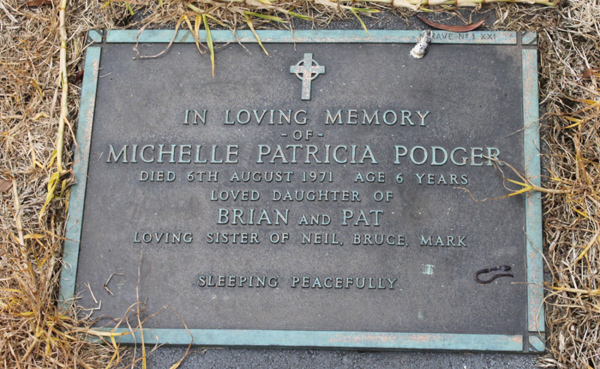 IN LOVING MEMORY
- OF -
MICHELLE PATRICIA PODGER
DIED 6TH AUGUST 1971 AGE 6 YEARS
LOVED DAUGHTER OF
BRIAN AND PAT
LOVING SISTER OF NEIL, BRUCE, MARK
SLEEPING PEACEFULLY.